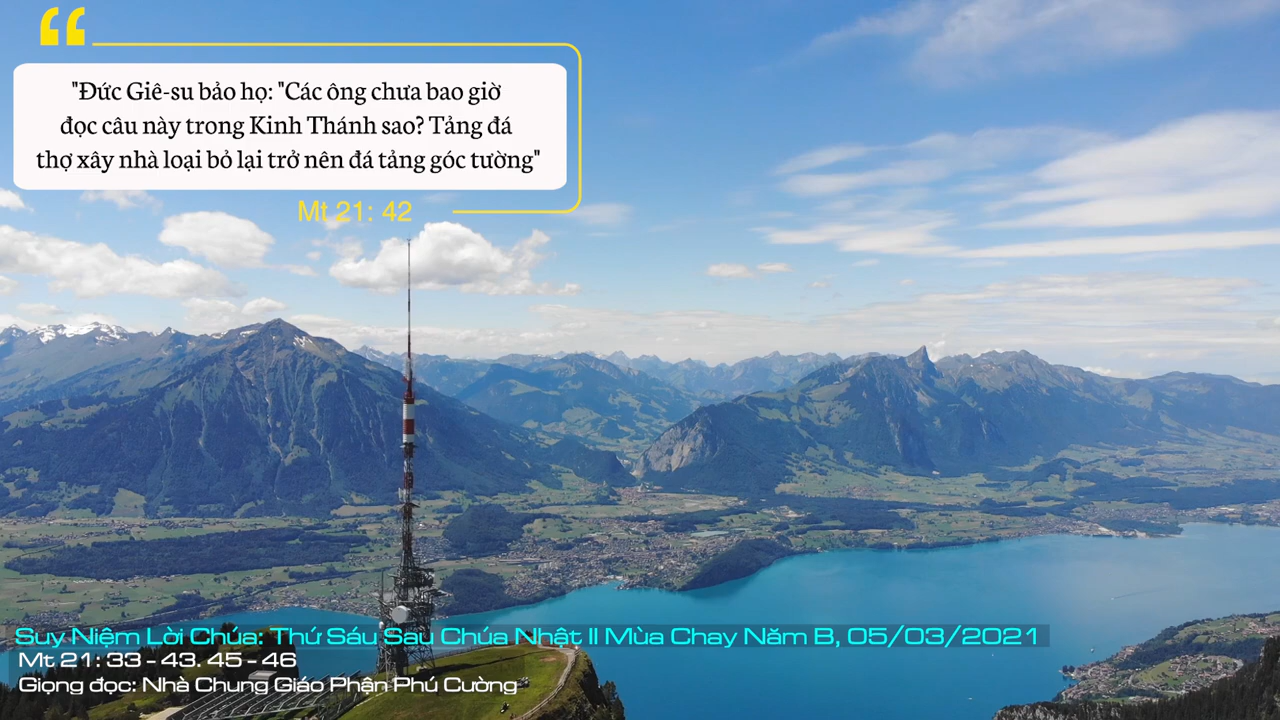 "Đức Giê-su bảo họ: "Các ông chưa bao giờ
đọc câu này trong Kinh Thánh sao? Tảng đá
thợ xây nhà loại bỏ lại trở nên đá tảng góc tường"
Mt 21: 42
Suy Niệm Lời Chúa: Thứ Sáu Sau Chúa Nhật II Mùa Chay Năm B, 05/03/2021
Mt 21: 33 - 43. 45 - 46
Giọng đọc: Nhà Chung Giáo Phận Phú Cường